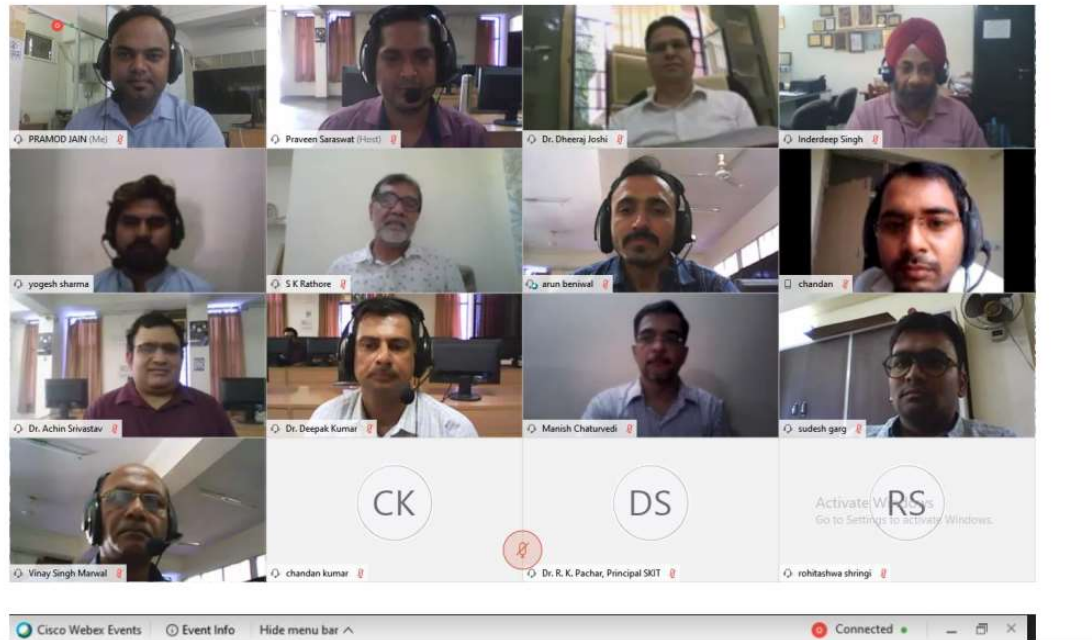 PRAMOD JAIN (Me)
Praveen Saraswat (Host)
Dr. Dheeraj Joshi
Inderdeep Singh
yogesh sharma
S K Rathore
arun beniwal
chandan
Dr. Achin Srivastav
Dr. Deepak Kumar
Manish Chaturvedi
sudesh garg
CK
DS
RS
Activate Windows
Go to Settings to activate Windows.
Vinay Singh Marwal
chandan kumar
Dr. R. K. Pachar, Principal SKIT
rohitashwa shringi
Cisco Webex Events
Event Info
Hide menu bar
Connected